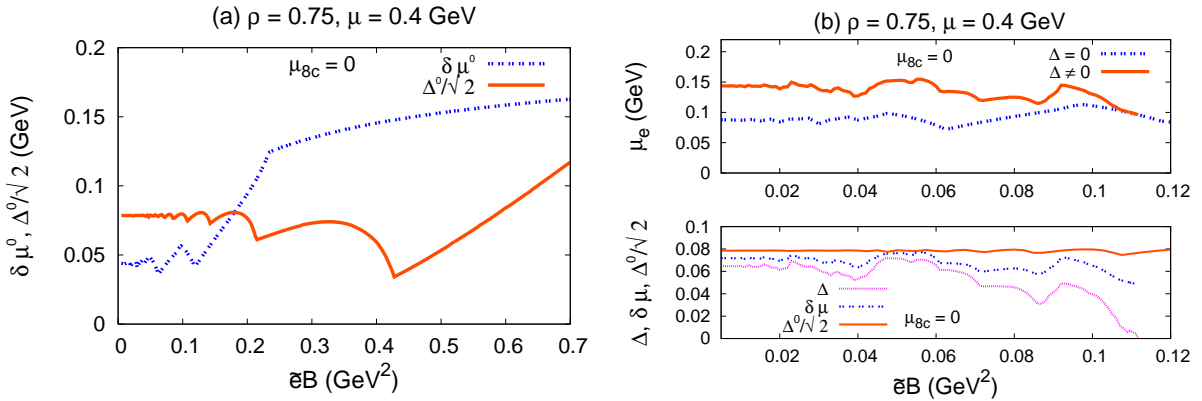 (a) ρ = 0.75, μ = 0.4 GeV
δ μ⁰, Δ⁰/√2 (GeV)
0.2
0.15
0.1
0.05
0
μ8c = 0
δ μ⁰
Δ⁰/√2
0 0.1 0.2 0.3 0.4 0.5 0.6 0.7
ẽB (GeV²)
(b) ρ = 0.75, μ = 0.4 GeV
μe (GeV)
0.2
0.15
0.1
0.05
0
μ8c = 0
Δ = 0
Δ ≠ 0
0.02 0.04 0.06 0.08 0.1 0.12
Δ, δ μ, Δ⁰/√2
0.1
0.08
0.06
0.04
0.02
0
Δ
δ μ
Δ⁰/√2
μ8c = 0
0.02 0.04 0.06 0.08 0.1 0.12
ẽB (GeV²)